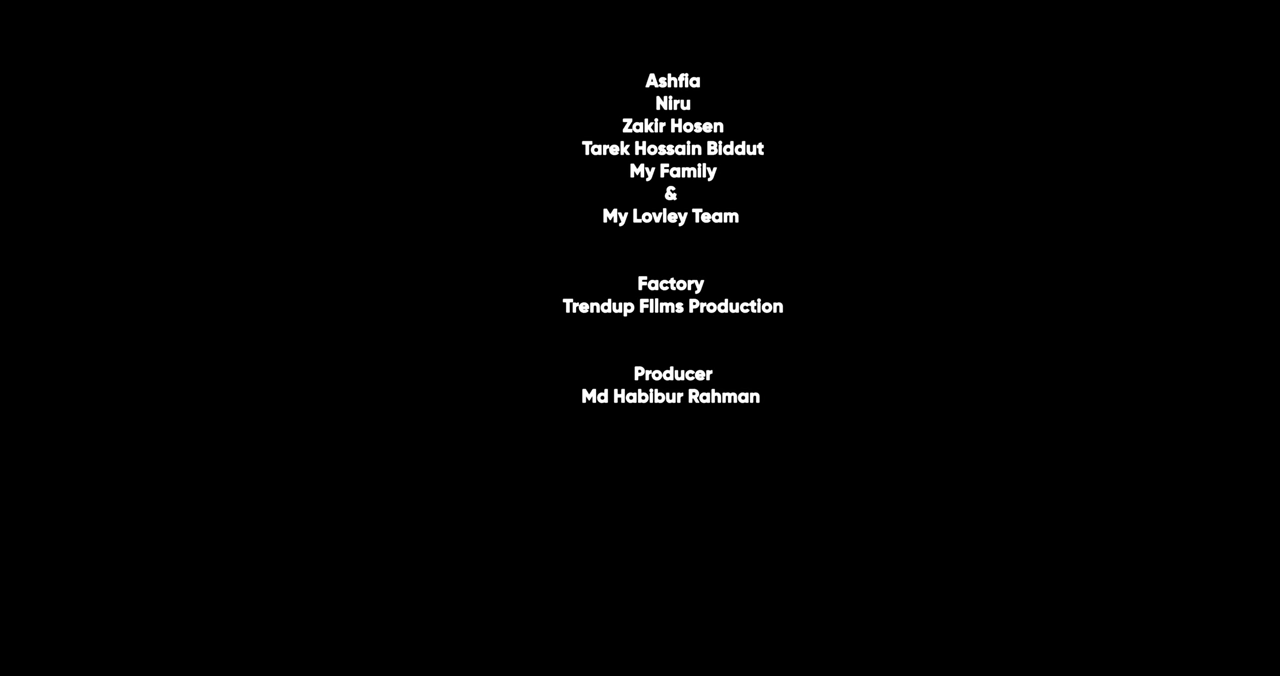 Ashfia
Niru
Zakir Hosen
Tarek Hossain Biddut
My Family
&
My Lovley Team
Factory
Trendup Films Production
Producer
Md Habibur Rahman